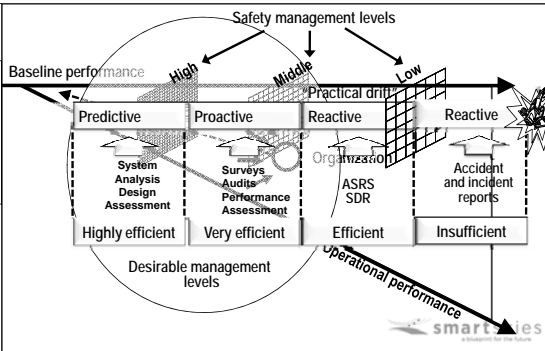 Safety management levels
Baseline performance
High
Middle
Low
"Practical drift"
Predictive
Proactive
Reactive
Reactive
Organization
System
Analysis
Design
Assessment
Surveys
Audits
Performance
Assessment
ASRS
SDR
Accident
and incident
reports
Highly efficient
Very efficient
Efficient
Insufficient
Desirable management
levels
Operational performance
smartskies
a blueprint for the future